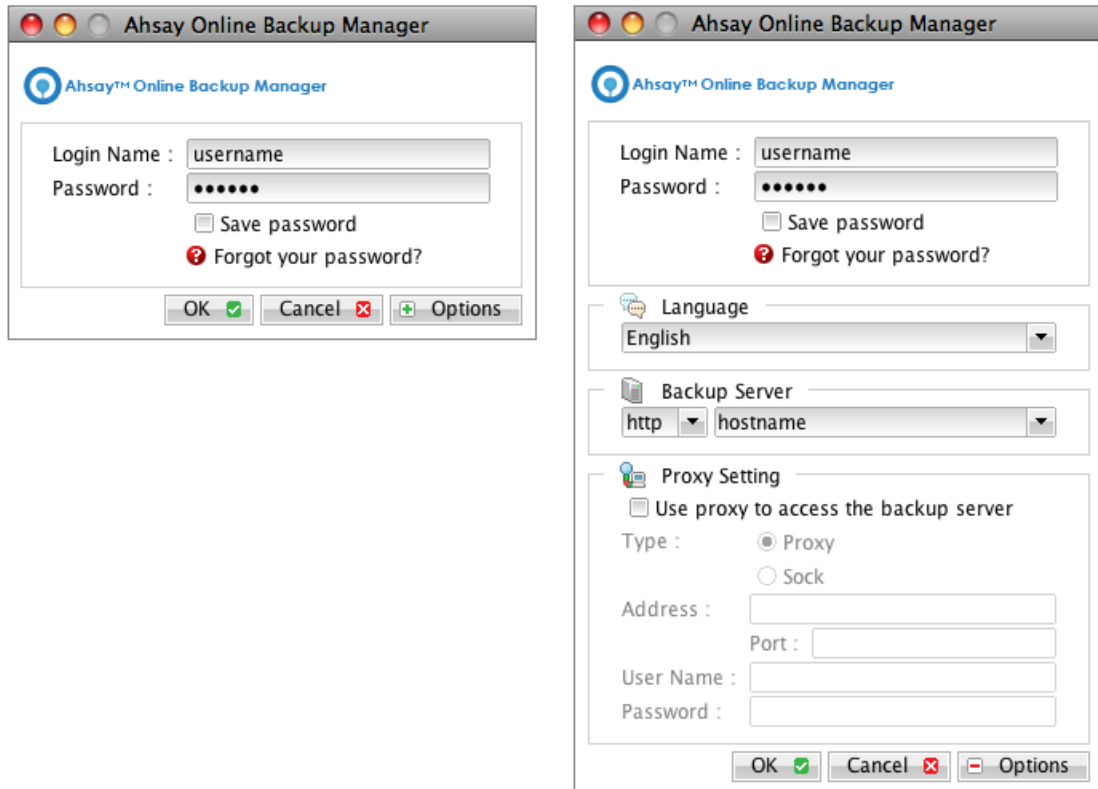 Ahsay Online Backup Manager
Ahsay™ Online Backup Manager
Login Name : username
Password : ••••••
Save password
Forgot your password?
OK Cancel Options
Ahsay Online Backup Manager
Ahsay™ Online Backup Manager
Login Name : username
Password : ••••••
Save password
Forgot your password?
Language
English
Backup Server
http hostname
Proxy Setting
Use proxy to access the backup server
Type : Proxy
Sock
Address :
Port :
User Name :
Password :
OK Cancel Options